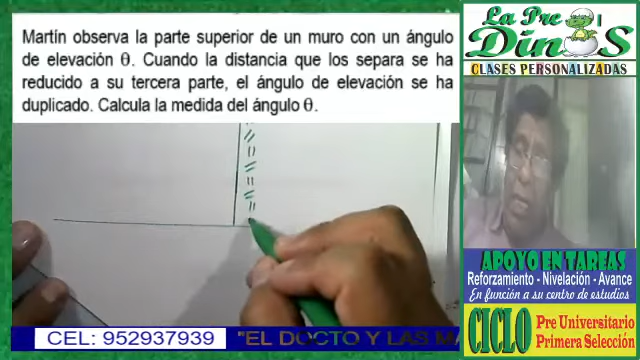 Martín observa la parte superior de un muro con un ángulo
de elevación θ. Cuando la distancia que los separa se ha
reducido a su tercera parte, el ángulo de elevación se ha
duplicado. Calcula la medida del ángulo θ.
La Pre
DinoS
CLASES PERSONALIZADAS
APOYO EN TAREAS
Reforzamiento - Nivelación - Avance
En función a su centro de estudios
CICLO Pre Universitario
Primera Selección
CEL: 952937939 "EL DOCTO Y LAS